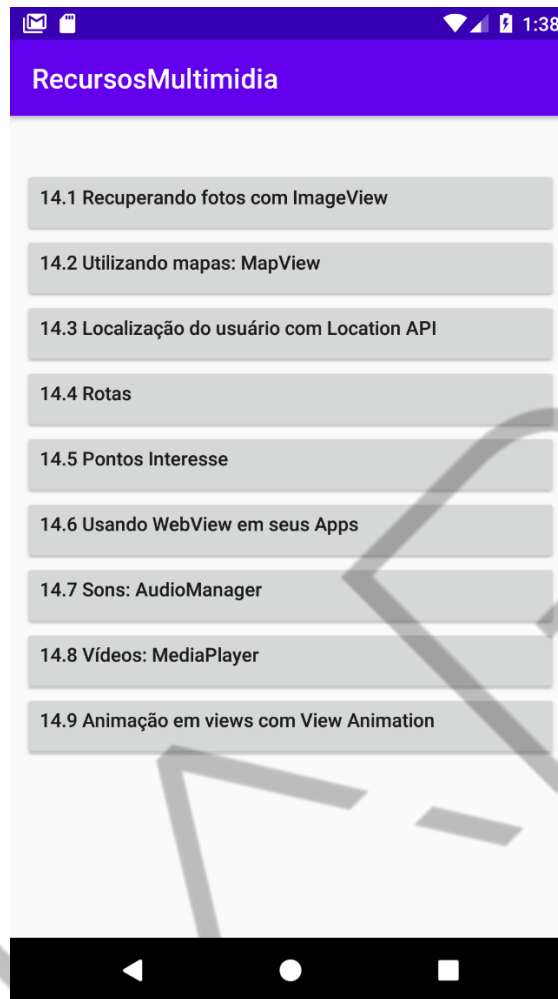 1:38
RecursosMultimidia
14.1 Recuperando fotos com ImageView
14.2 Utilizando mapas: MapView
14.3 Localização do usuário com Location API
14.4 Rotas
14.5 Pontos Interesse
14.6 Usando WebView em seus Apps
14.7 Sons: AudioManager
14.8 Vídeos: MediaPlayer
14.9 Animação em views com View Animation